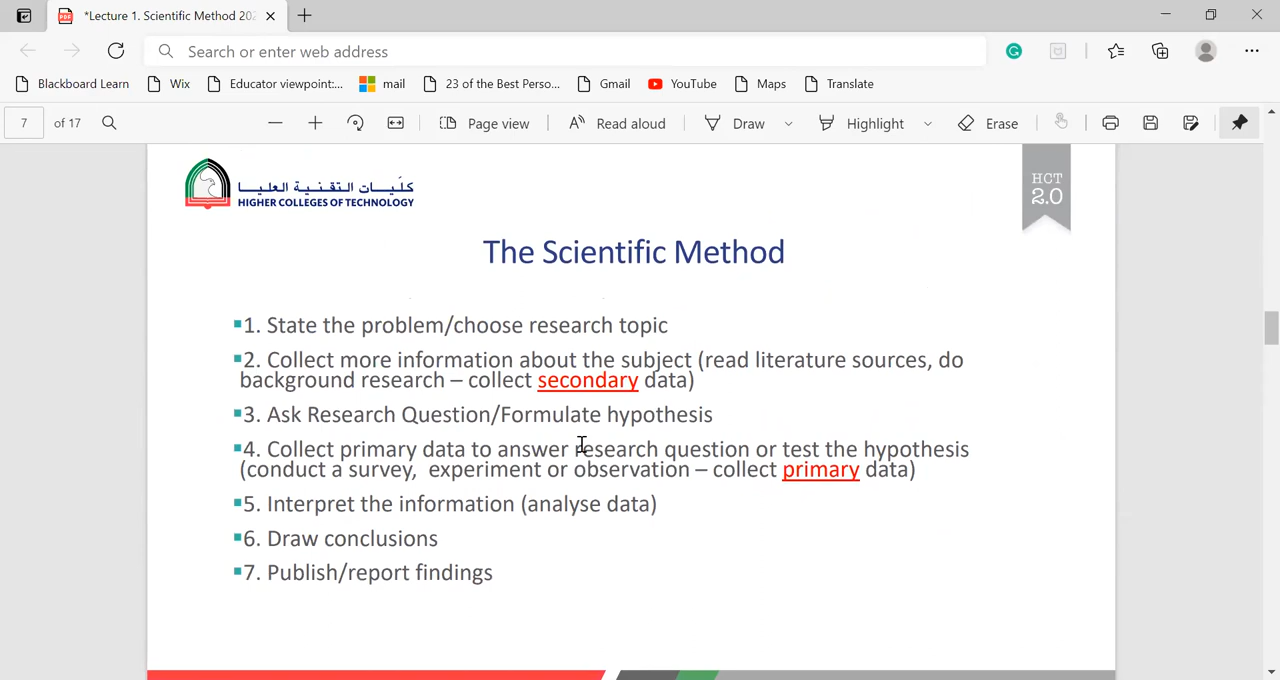 *Lecture 1. Scientific Method 202
Search or enter web address
Blackboard Learn
Wix
Educator viewpoint:...
mail
23 of the Best Perso...
Gmail
YouTube
Maps
Translate
7 of 17
Page view
Read aloud
Draw
Highlight
Erase
كليات التقنية العليا
HIGHER COLLEGES OF TECHNOLOGY
HCT
2.0
The Scientific Method
1. State the problem/choose research topic
2. Collect more information about the subject (read literature sources, do
background research – collect secondary data)
3. Ask Research Question/Formulate hypothesis
4. Collect primary data to answer research question or test the hypothesis
(conduct a survey, experiment or observation – collect primary data)
5. Interpret the information (analyse data)
6. Draw conclusions
7. Publish/report findings